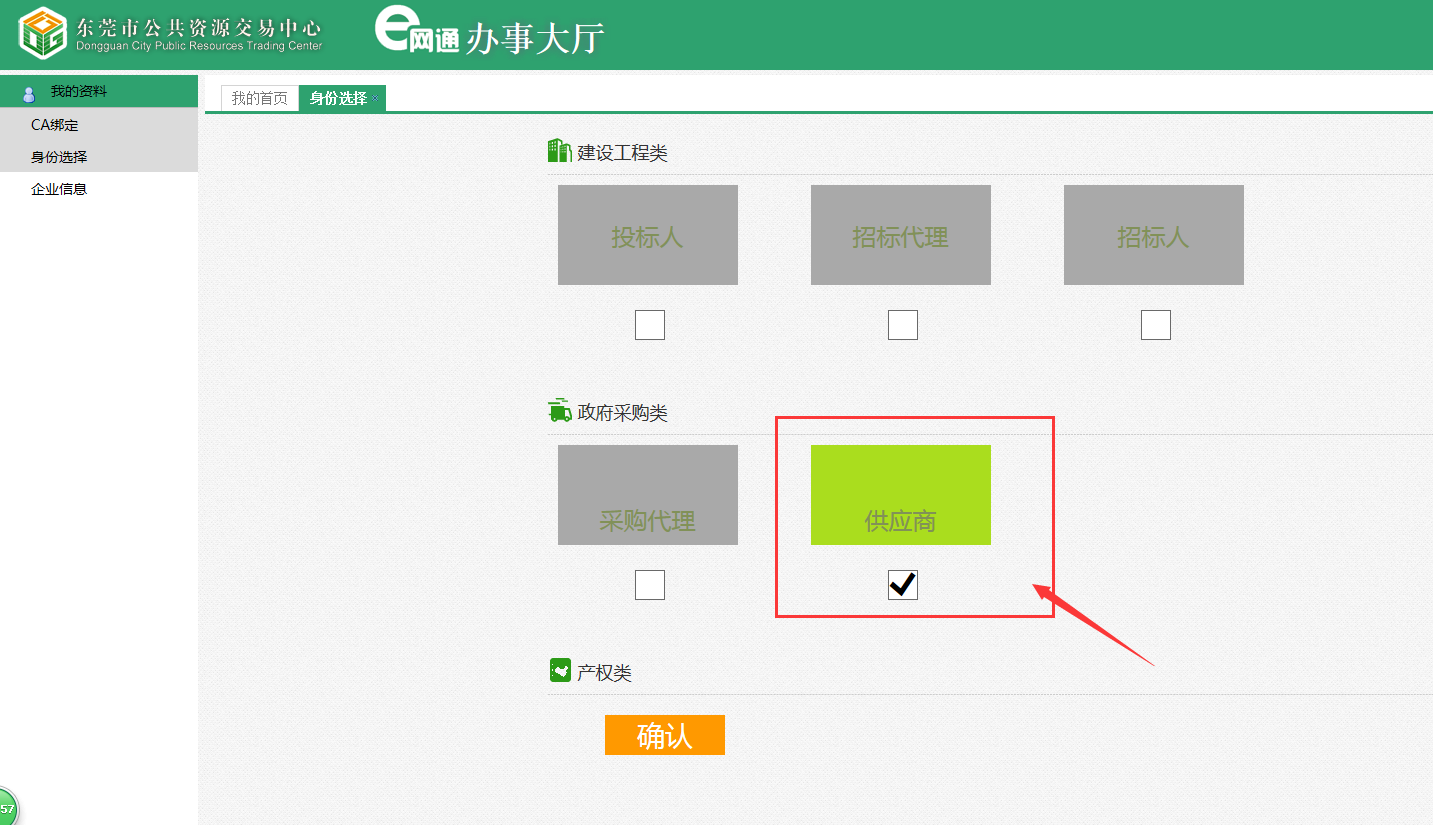 东莞市公共资源交易中心
Dongguan City Public Resources Trading Center
e网通 办事大厅
我的资料
CA绑定
身份选择
企业信息
我的首页 身份选择 ×
建设工程类
投标人 招标代理 招标人
政府采购类
采购代理 供应商
产权类
确认
57